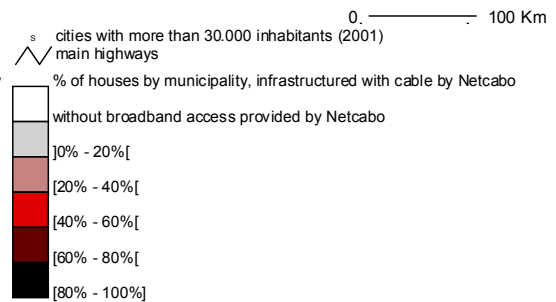 0 100 Km
s cities with more than 30.000 inhabitants (2001)
main highways
% of houses by municipality, infrastructured with cable by Netcabo
without broadband access provided by Netcabo
]0% - 20%[
[20% - 40%[
[40% - 60%[
[60% - 80%[
[80% - 100%]